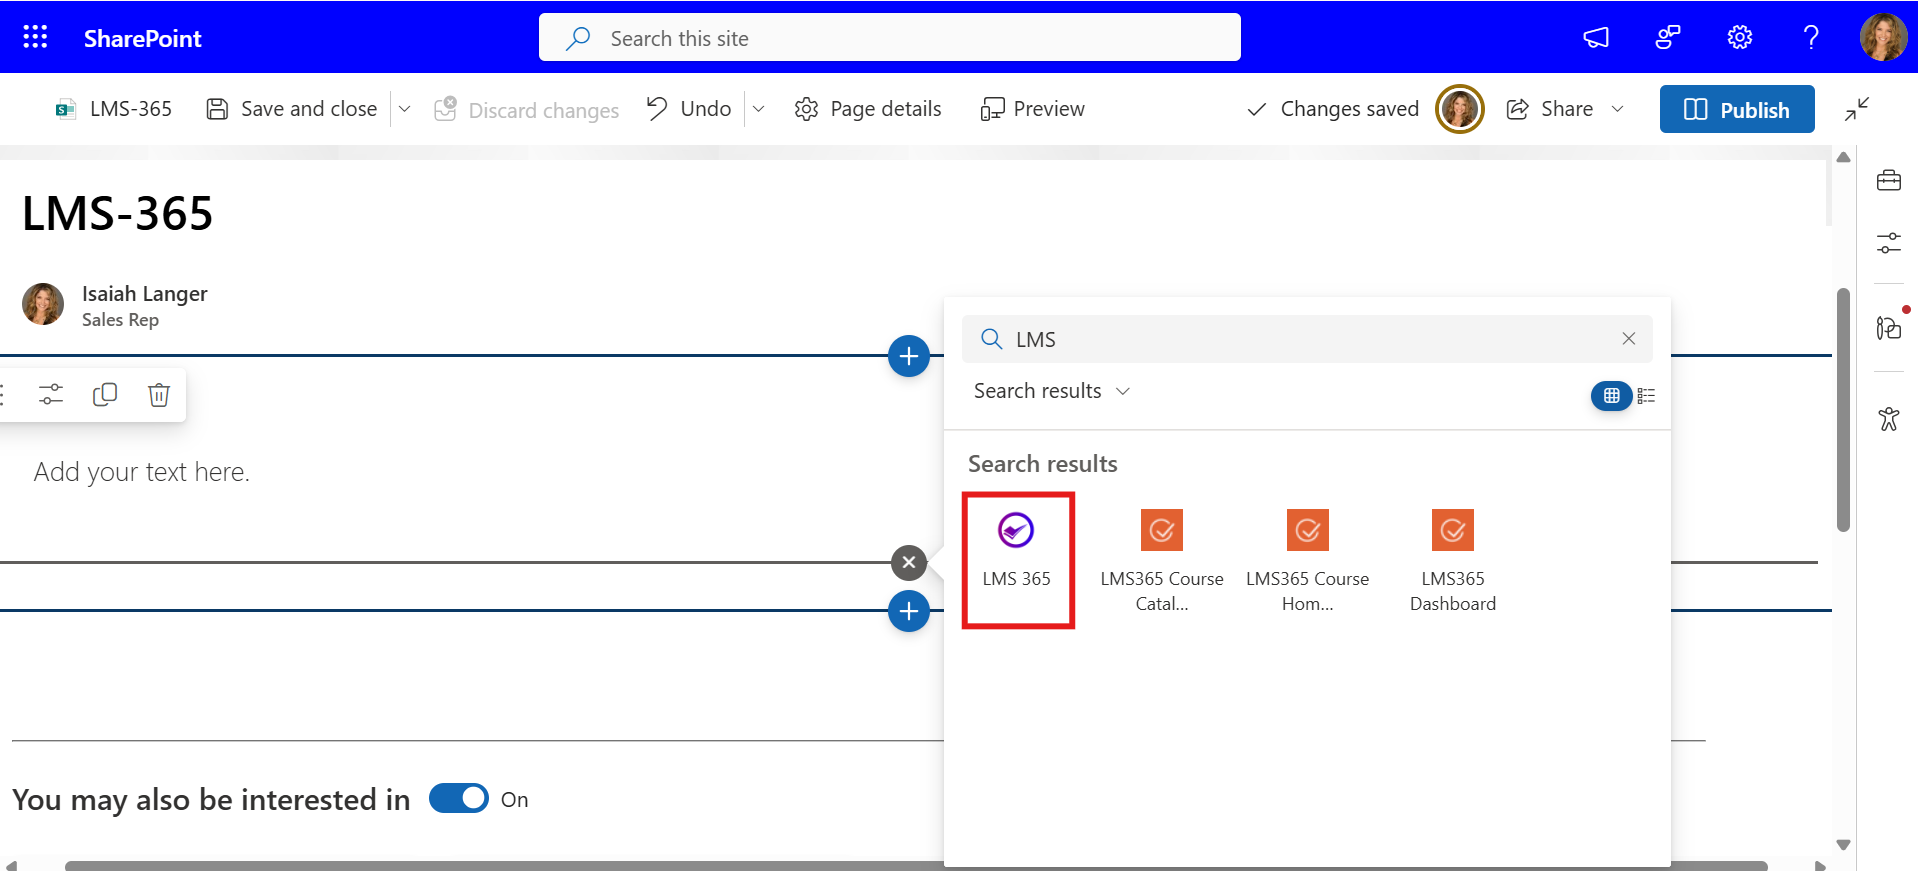 SharePoint
Search this site
LMS-365
Save and close
Discard changes
Undo
Page details
Preview
Changes saved
Share
Publish
LMS-365
Isaiah Langer
Sales Rep
LMS
Search results
Add your text here.
Search results
LMS 365
LMS365 Course
Catal...
LMS365 Course
Hom...
LMS365
Dashboard
You may also be interested in
On